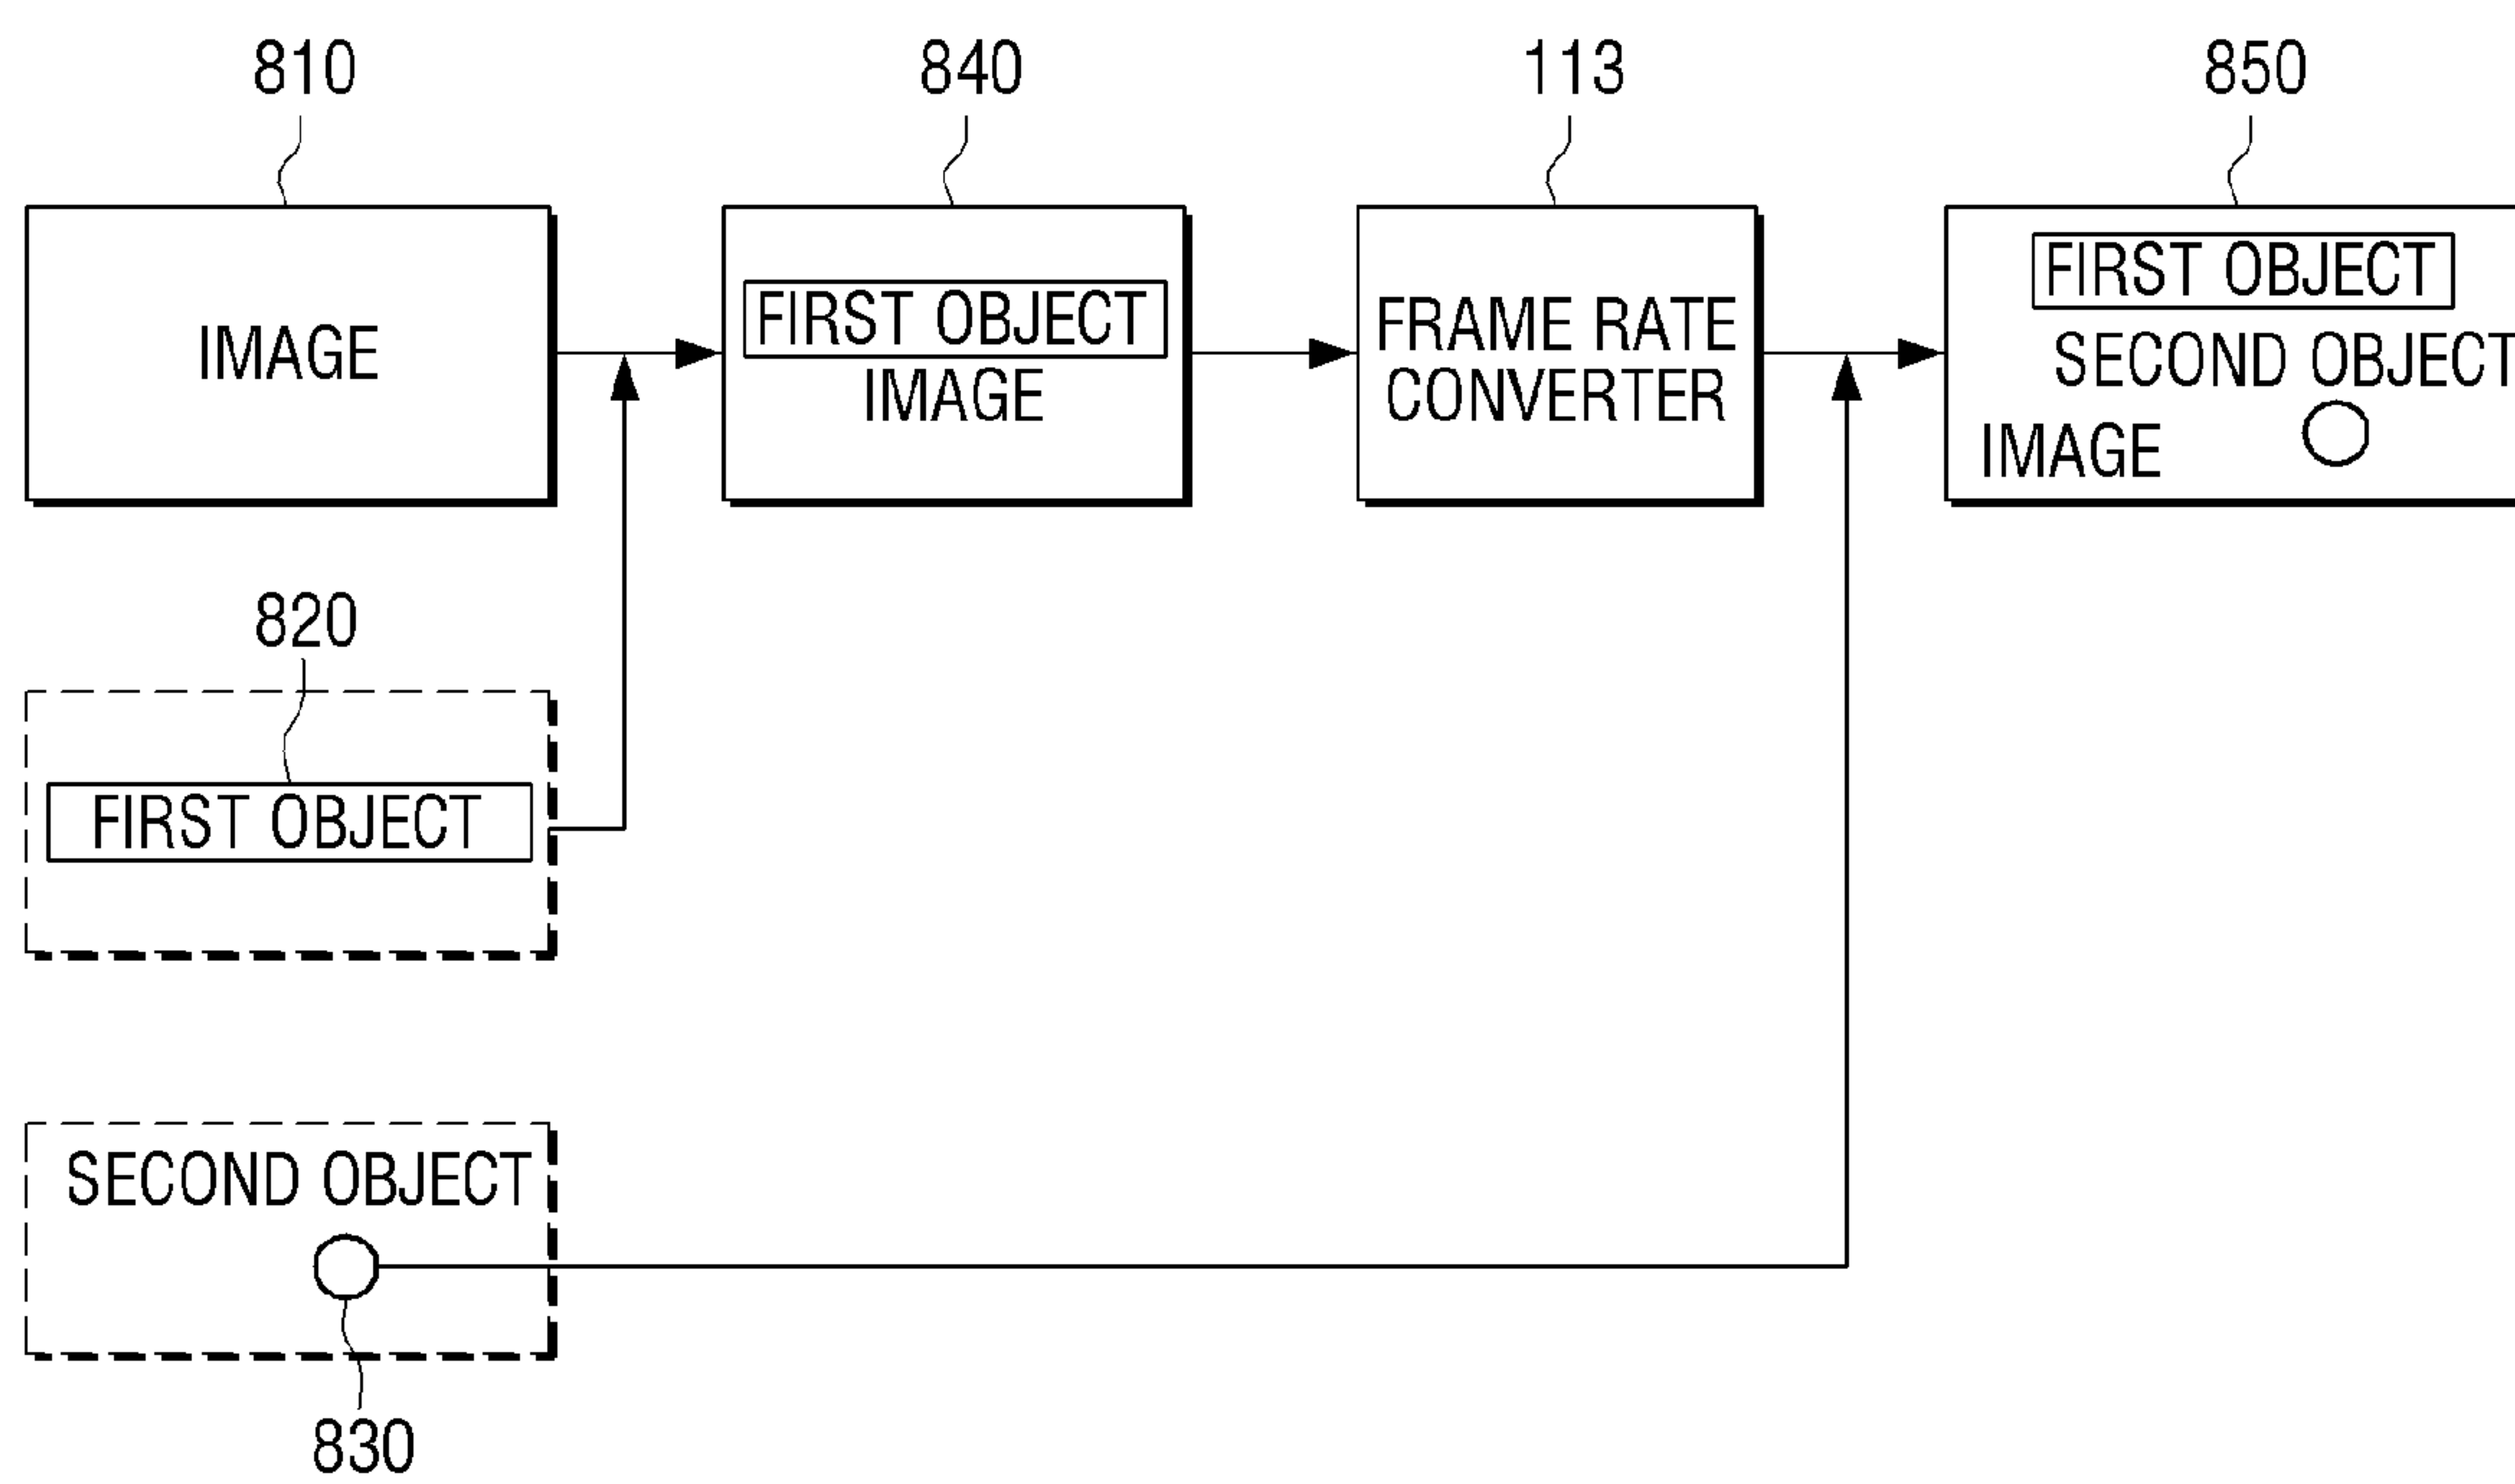 810
840
113
850
IMAGE
FIRST OBJECT
IMAGE
FRAME RATE
CONVERTER
FIRST OBJECT
SECOND OBJECT
IMAGE
820
FIRST OBJECT
SECOND OBJECT
830